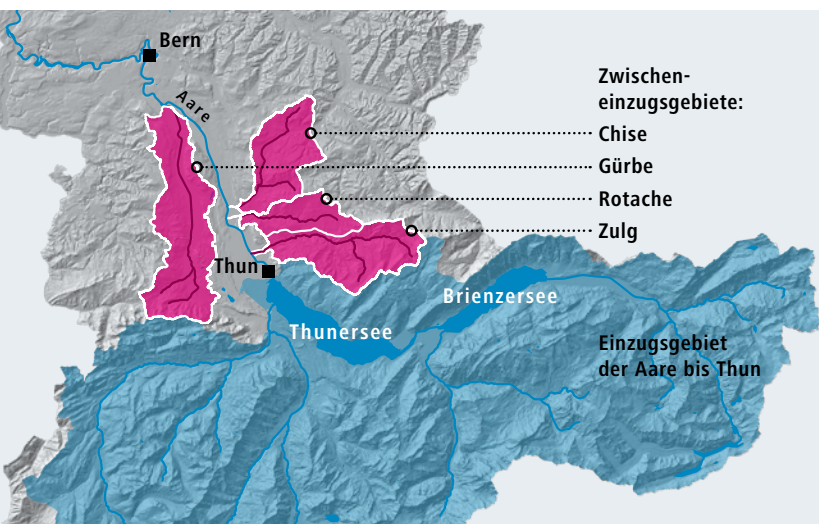 Bern
Aare
Zwischen-
einzugsgebiete:
Chise
Gürbe
Rotache
Zulg
Thun
Brienzersee
Thunersee
Einzugsgebiet
der Aare bis Thun